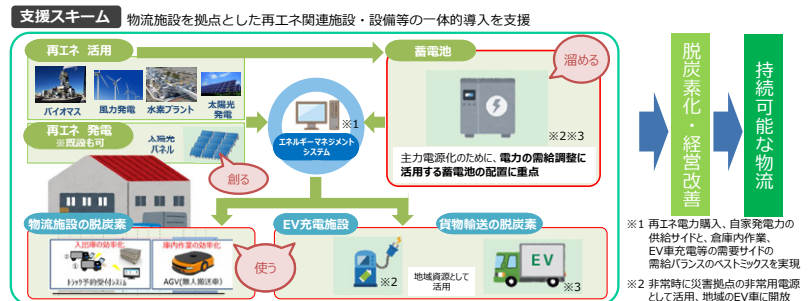 支援スキーム
物流施設を拠点とした再エネ関連施設・設備等の一体的導入を支援
再エネ 活用
バイオマス
風力発電
水素プラント
太陽光
発電
再エネ 発電
※既設も可
太陽光
パネル
創る
※1
エネルギーマネジメント
システム
蓄電池
溜める
※2※3
主力電源化のために、電力の需給調整に
活用する蓄電池の配置に重点
物流施設の脱炭素
入出庫の効率化
トラック予約受付システム
庫内作業の効率化
AGV(無人搬送車)
使う
EV充電施設
※2
地域資源として
活用
貨物輸送の脱炭素
EV
※3
脱炭素化・経営改善
持続可能な物流
※1 再エネ電力購入、自家発電力の
供給サイドと、倉庫内作業、
EV車充電等の需要サイドの
需給バランスのベストミックスを実現
※2 非常時に災害拠点の非常用電源
として活用、地域のEV車に開放